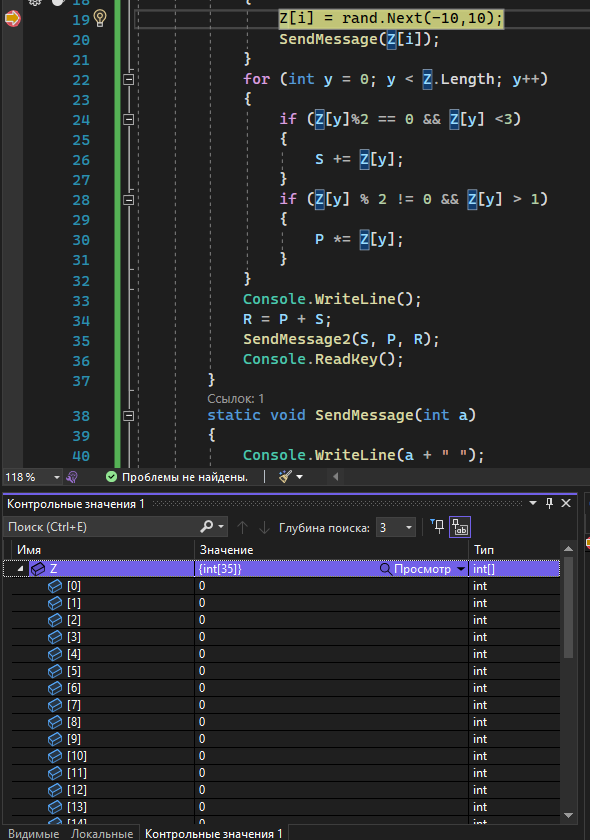 18 {
19 Z[i] = rand.Next(-10,10);
20 SendMessage(Z[i]);
21 }
22 for (int y = 0; y < Z.Length; y++)
23 {
24 if (Z[y]%2 == 0 && Z[y] <3)
25 {
26 S += Z[y];
27 }
28 if (Z[y] % 2 != 0 && Z[y] > 1)
29 {
30 P *= Z[y];
31 }
32 }
33 Console.WriteLine();
34 R = P + S;
35 SendMessage2(S, P, R);
36 Console.ReadKey();
37 }
Ссылок: 1
38 static void SendMessage(int a)
39 {
40 Console.WriteLine(a + " ");
118 % Проблемы не найдены.
Контрольные значения 1
Поиск (Ctrl+E) Глубина поиска: 3
Имя Значение Тип
Z {int[35]} Просмотр int[]
[0] 0 int
[1] 0 int
[2] 0 int
[3] 0 int
[4] 0 int
[5] 0 int
[6] 0 int
[7] 0 int
[8] 0 int
[9] 0 int
[10] 0 int
[11] 0 int
[12] 0 int
[13] 0 int
[14] 0 int
Видимые Локальные Контрольные значения 1